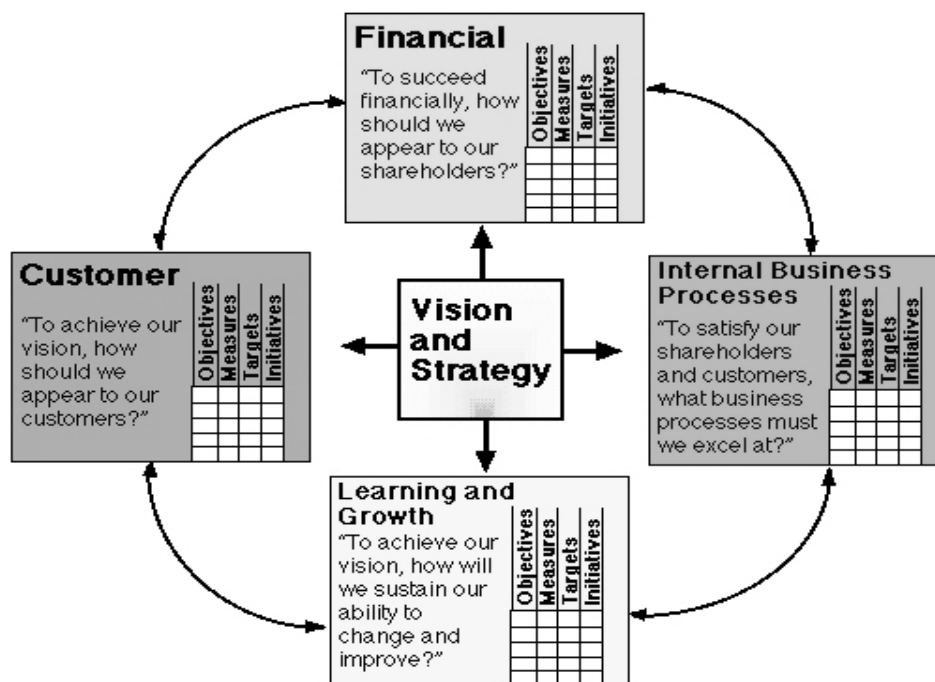 Financial
“To succeed
financially, how
should we
appear to our
shareholders?”
Objectives
Measures
Targets
Initiatives
Customer
“To achieve our
vision, how
should we
appear to our
customers?”
Objectives
Measures
Targets
Initiatives
Vision
and
Strategy
Internal Business
Processes
“To satisfy our
shareholders
and customers,
what business
processes must
we excel at?”
Objectives
Measures
Targets
Initiatives
Learning and
Growth
“To achieve our
vision, how will
we sustain our
ability to
change and
improve?”
Objectives
Measures
Targets
Initiatives